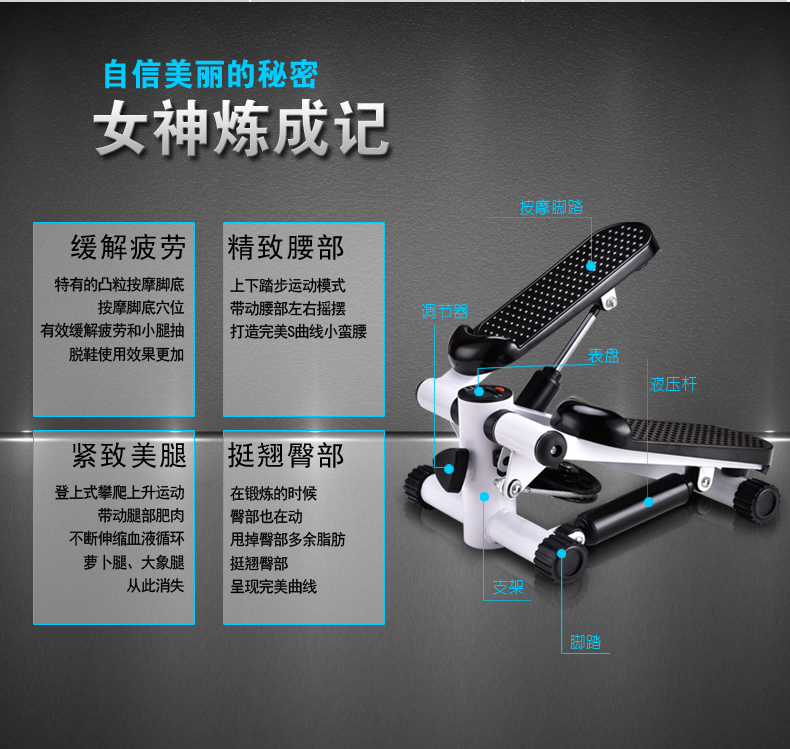 自信美丽的秘密
女神炼成记
缓解疲劳
特有的凸粒按摩脚底
按摩脚底穴位
有效缓解疲劳和小腿抽
脱鞋使用效果更加
精致腰部
上下踏步运动模式
带动腰部左右摇摆
打造完美S曲线小蛮腰
紧致美腿
登上式攀爬上升运动
带动腿部肥肉
不断伸缩血液循环
萝卜腿、大象腿
从此消失
挺翘臀部
在锻炼的时候
臀部也在动
甩掉臀部多余脂肪
挺翘臀部
呈现完美曲线
按摩脚踏
调节器
表盘
液压杆
支架
脚踏